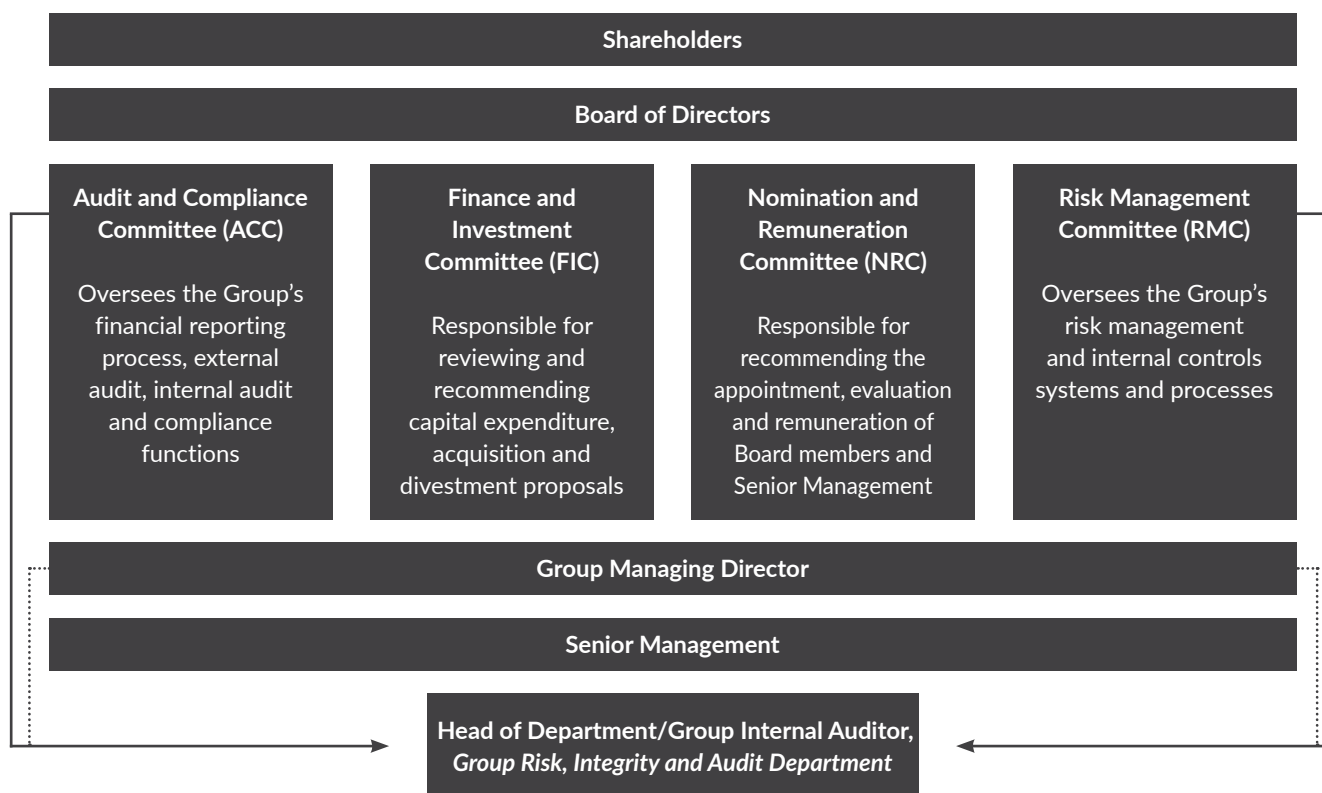 Shareholders
Board of Directors
Audit and Compliance
Committee (ACC)
Oversees the Group’s
financial reporting
process, external
audit, internal audit
and compliance
functions
Finance and
Investment
Committee (FIC)
Responsible for
reviewing and
recommending
capital expenditure,
acquisition and
divestment proposals
Nomination and
Remuneration
Committee (NRC)
Responsible for
recommending the
appointment, evaluation
and remuneration of
Board members and
Senior Management
Risk Management
Committee (RMC)
Oversees the Group’s
risk management
and internal controls
systems and processes
Group Managing Director
Senior Management
Head of Department/Group Internal Auditor,
Group Risk, Integrity and Audit Department